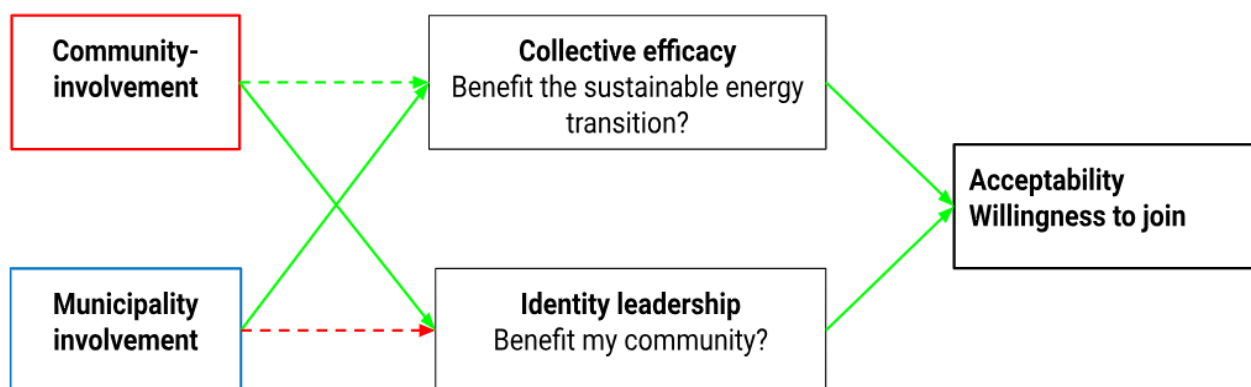 Community-
involvement
Collective efficacy
Benefit the sustainable energy
transition?
Acceptability
Willingness to join
Municipality
involvement
Identity leadership
Benefit my community?